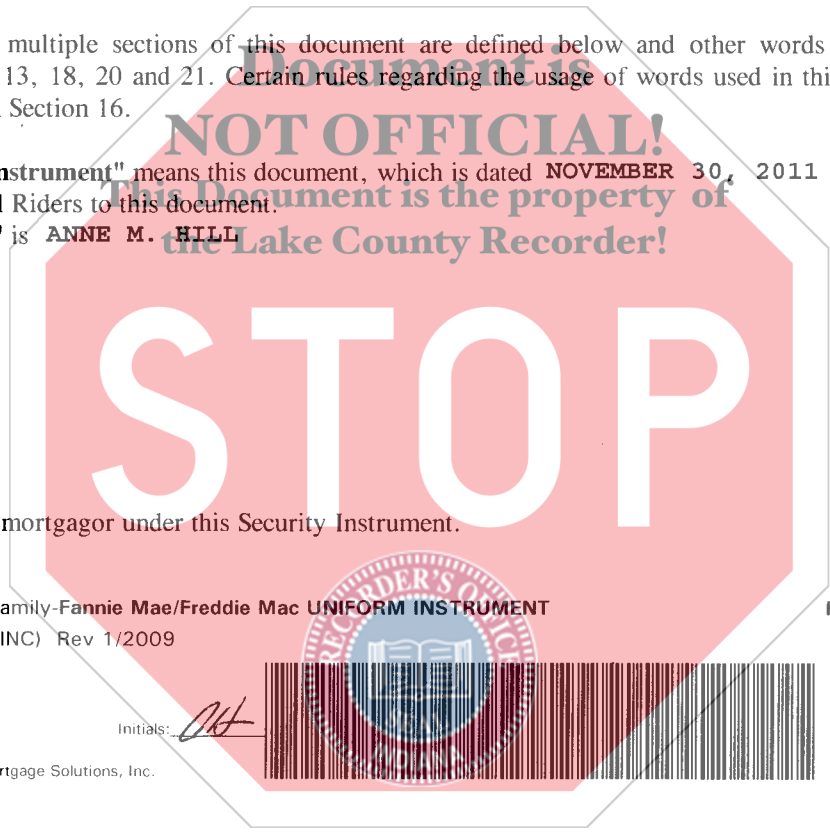 multiple sections of this document are defined below and other words
Document is
13, 18, 20 and 21. Certain rules regarding the usage of words used in thi
Section 16.
NOT OFFICIAL!
nstrument" means this document, which is dated NOVEMBER 30, 2011
This Document is the property of
Riders to this document.
is ANNE M. HILL
the Lake County Recorder!
STOP
mortgagor under this Security Instrument.
RECORDER'S OFFICE
amily-Fannie Mae/Freddie Mac UNIFORM INSTRUMENT
INC) Rev 1/2009
SEAL
Initials: AH
INDIANA
rtgage Solutions, Inc.